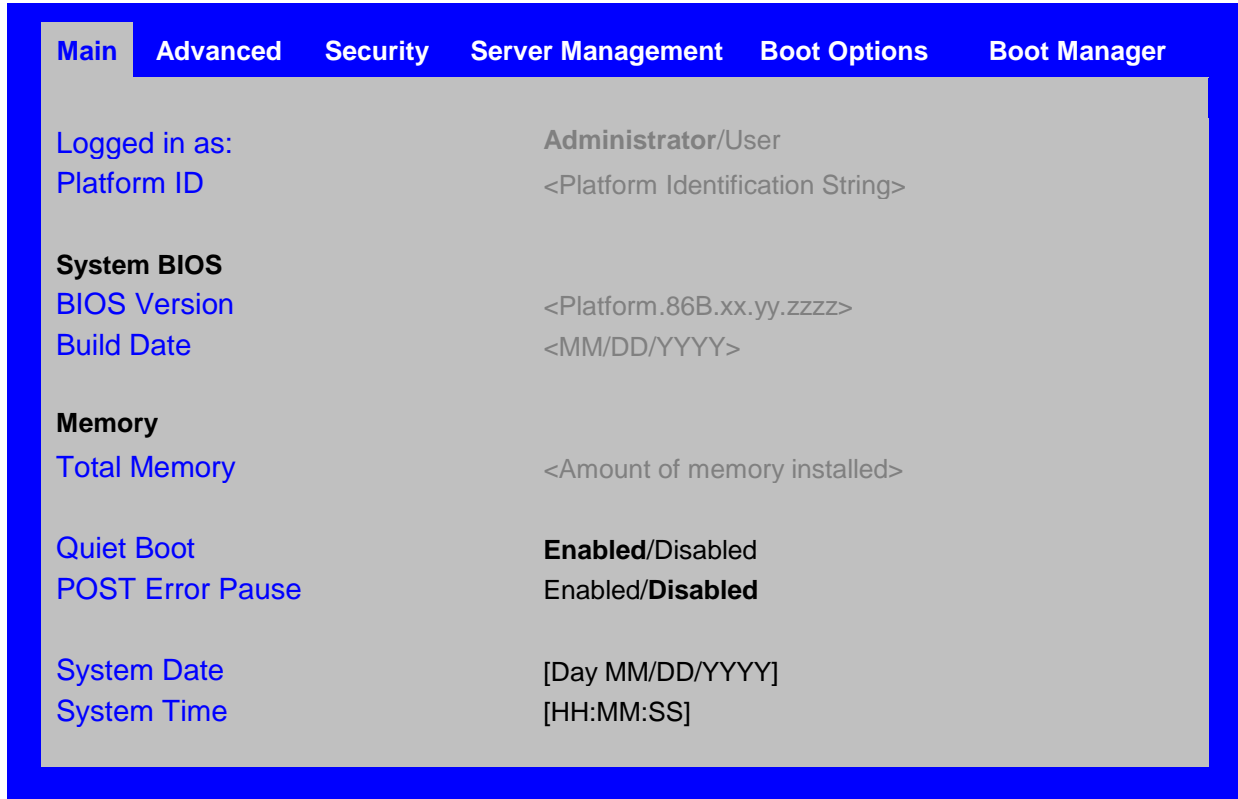 Main Advanced Security Server Management Boot Options Boot Manager
Logged in as: Administrator/User
Platform ID <Platform Identification String>
System BIOS
BIOS Version <Platform.86B.xx.yy.zzzz>
Build Date <MM/DD/YYYY>
Memory
Total Memory <Amount of memory installed>
Quiet Boot Enabled/Disabled
POST Error Pause Enabled/Disabled
System Date [Day MM/DD/YYYY]
System Time [HH:MM:SS]